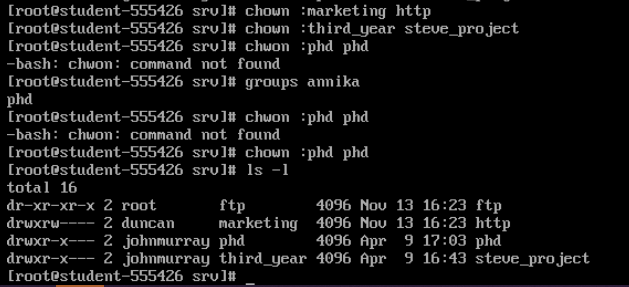 [root@student-555426 srv]# chown :marketing http
[root@student-555426 srv]# chown :third_year steve_project
[root@student-555426 srv]# chwon :phd phd
-bash: chwon: command not found
[root@student-555426 srv]# groups annika
phd
[root@student-555426 srv]# chwon :phd phd
-bash: chwon: command not found
[root@student-555426 srv]# chown :phd phd
[root@student-555426 srv]# ls -l
total 16
dr-xr-xr-x 2 root       ftp        4096 Nov 13 16:23 ftp
drwxrw---- 2 duncan     marketing  4096 Nov 13 16:23 http
drwxr-x--- 2 johnmurray phd        4096 Apr  9 17:03 phd
drwxr-x--- 2 johnmurray third_year 4096 Apr  9 16:43 steve_project
[root@student-555426 srv]# _